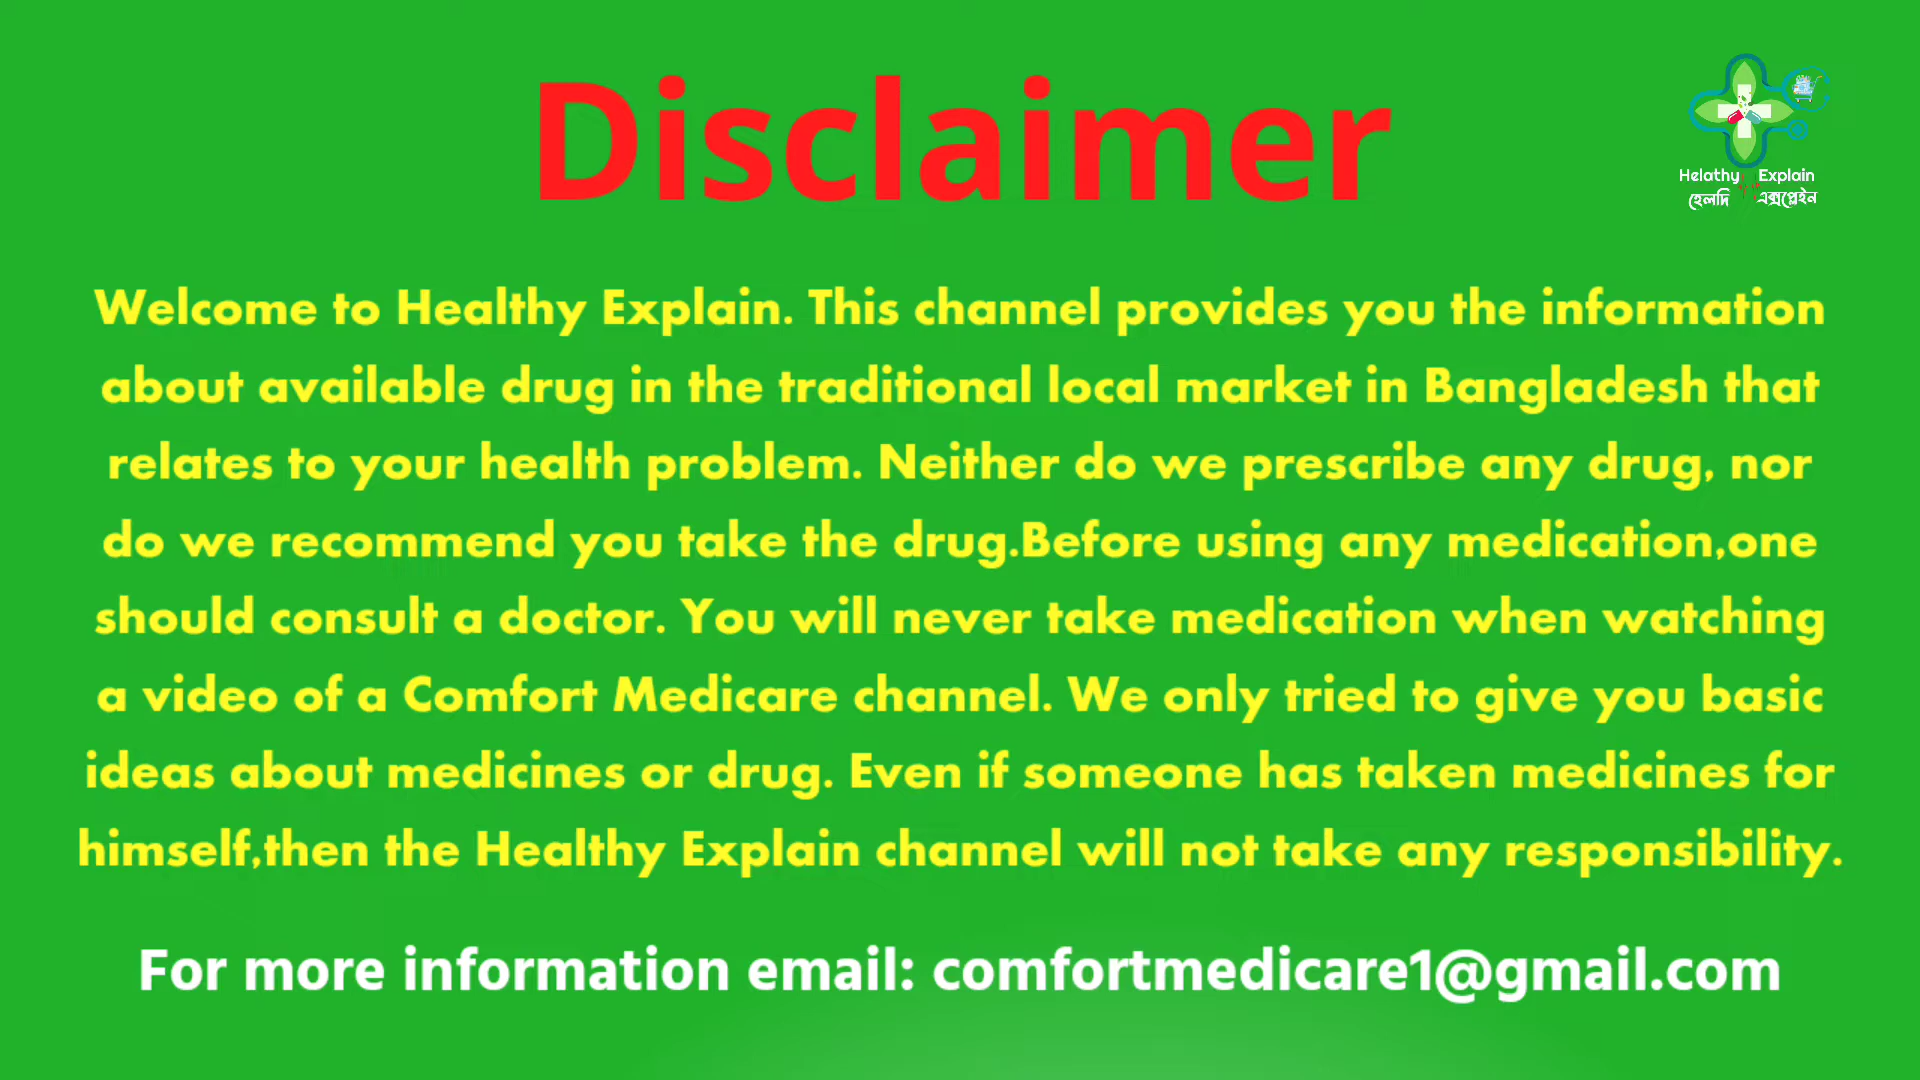 Disclaimer
Helathy Explain
হেলদি এক্সপ্লেইন
Welcome to Healthy Explain. This channel provides you the information
about available drug in the traditional local market in Bangladesh that
relates to your health problem. Neither do we prescribe any drug, nor
do we recommend you take the drug.Before using any medication,one
should consult a doctor. You will never take medication when watching
a video of a Comfort Medicare channel. We only tried to give you basic
ideas about medicines or drug. Even if someone has taken medicines for
himself,then the Healthy Explain channel will not take any responsibility.
For more information email: comfortmedicare1@gmail.com